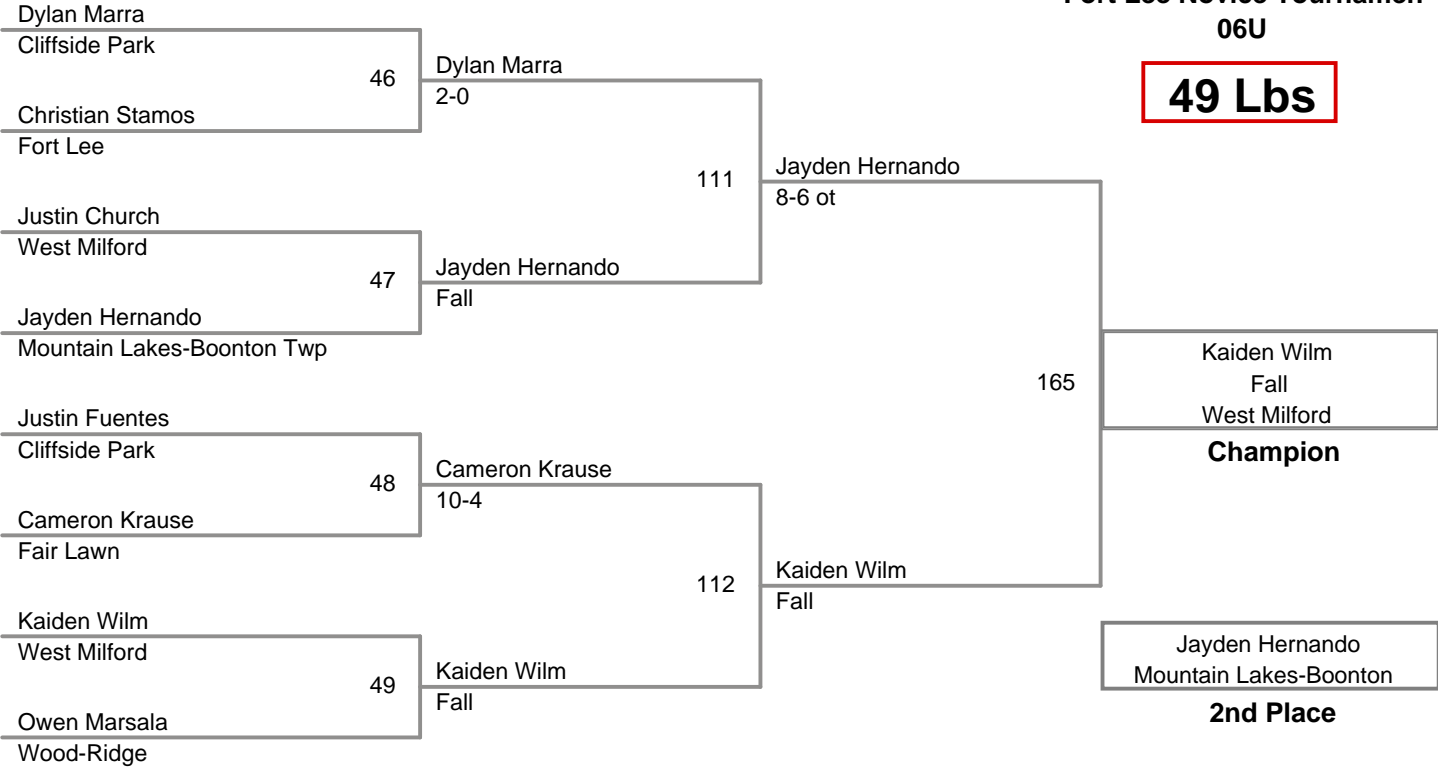 Dylan Marra
Cliffside Park
46
Christian Stamos
Fort Lee
Dylan Marra
2-0
Justin Church
West Milford
47
Jayden Hernando
Mountain Lakes-Boonton Twp
Jayden Hernando
Fall
111
Jayden Hernando
8-6 ot
Justin Fuentes
Cliffside Park
48
Cameron Krause
Fair Lawn
Cameron Krause
10-4
Kaiden Wilm
West Milford
49
Owen Marsala
Wood-Ridge
Kaiden Wilm
Fall
112
Kaiden Wilm
Fall
165
06U
49 Lbs
Kaiden Wilm
Fall
West Milford
Champion
Jayden Hernando
Mountain Lakes-Boonton
2nd Place